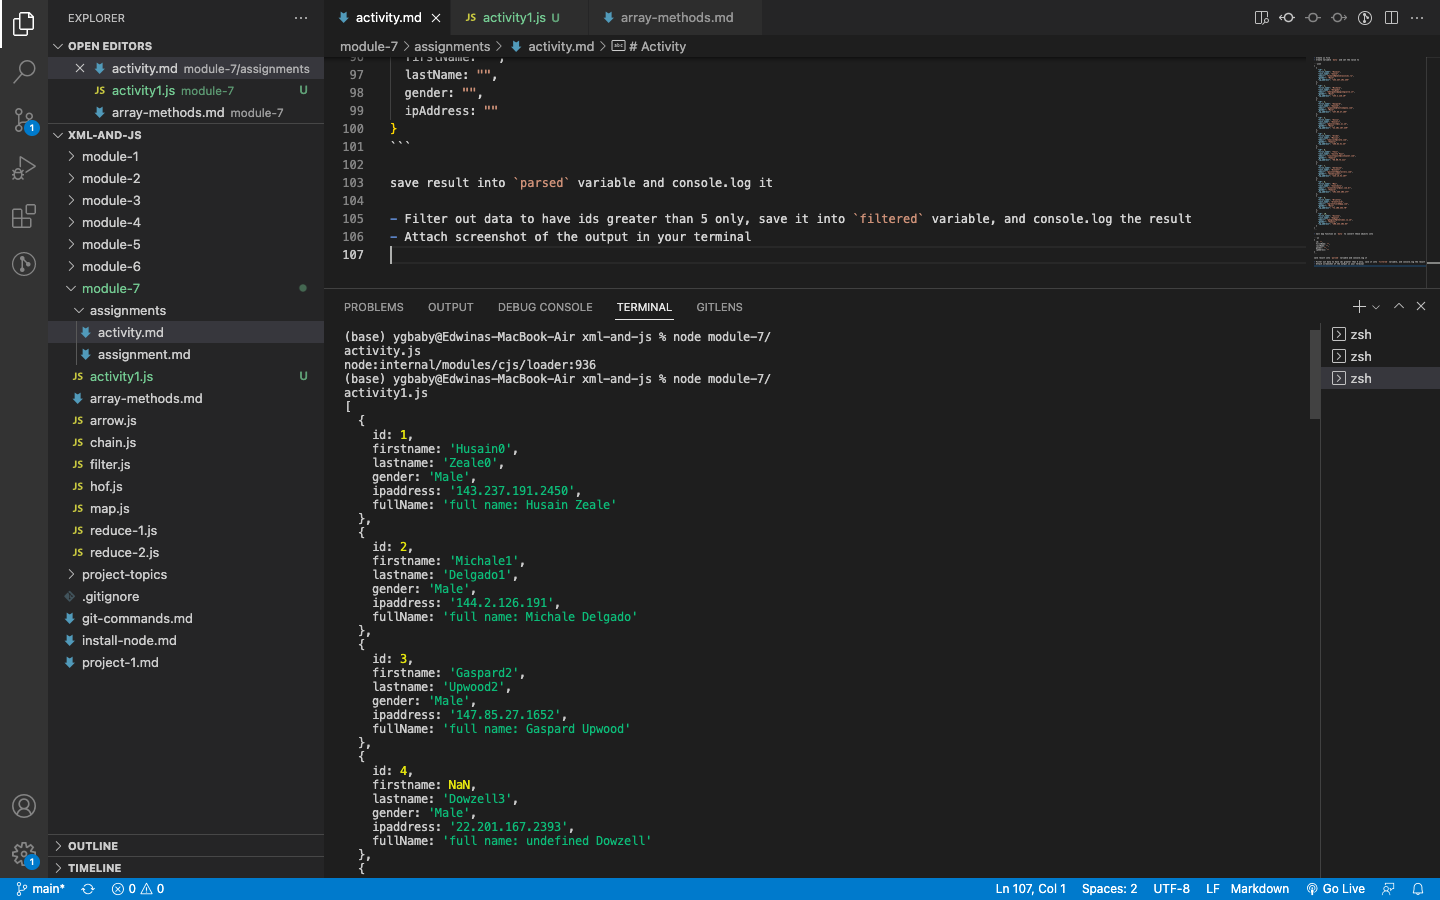 EXPLORER
OPEN EDITORS
activity.md module-7/assignments
JS activity1.js module-7 U
array-methods.md module-7
XML-AND-JS
module-1
module-2
module-3
module-4
module-5
module-6
module-7
assignments
activity.md
assignment.md
JS activity1.js U
array-methods.md
JS arrow.js
JS chain.js
JS filter.js
JS hof.js
JS map.js
JS reduce-1.js
JS reduce-2.js
project-topics
.gitignore
git-commands.md
install-node.md
project-1.md
OUTLINE
TIMELINE
1
1
activity.md
JS activity1.js U
array-methods.md
module-7 > assignments > activity.md > # Activity
96 firstName: "",
97 lastName: "",
98 gender: "",
99 ipAddress: ""
100 }
101 ```
102
103 save result into `parsed` variable and console.log it
104
105 - Filter out data to have ids greater than 5 only, save it into `filtered` variable, and console.log the result
106 - Attach screenshot of the output in your terminal
107
PROBLEMS OUTPUT DEBUG CONSOLE TERMINAL GITLENS
(base) ygbaby@Edwinas-MacBook-Air xml-and-js % node module-7/
activity.js
node:internal/modules/cjs/loader:936
(base) ygbaby@Edwinas-MacBook-Air xml-and-js % node module-7/
activity1.js
[
{
id: 1,
firstname: 'Husain0',
lastname: 'Zeale0',
gender: 'Male',
ipaddress: '143.237.191.2450',
fullName: 'full name: Husain Zeale'
},
{
id: 2,
firstname: 'Michale1',
lastname: 'Delgado1',
gender: 'Male',
ipaddress: '144.2.126.191',
fullName: 'full name: Michale Delgado'
},
{
id: 3,
firstname: 'Gaspard2',
lastname: 'Upwood2',
gender: 'Male',
ipaddress: '147.85.27.1652',
fullName: 'full name: Gaspard Upwood'
},
{
id: 4,
firstname: NaN,
lastname: 'Dowzell3',
gender: 'Male',
ipaddress: '22.201.167.2393',
fullName: 'full name: undefined Dowzell'
},
{
zsh
zsh
zsh
main* 0 0
Ln 107, Col 1 Spaces: 2 UTF-8 LF Markdown Go Live